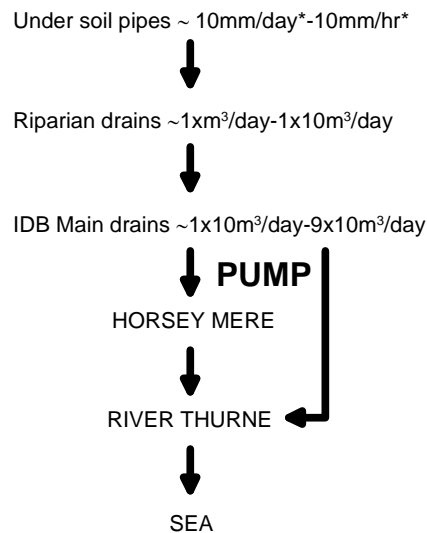 Under soil pipes ~ 10mm/day*-10mm/hr*
Riparian drains ~1xm³/day-1x10m³/day
IDB Main drains ~1x10m³/day-9x10m³/day
PUMP
HORSEY MERE
RIVER THURNE
SEA